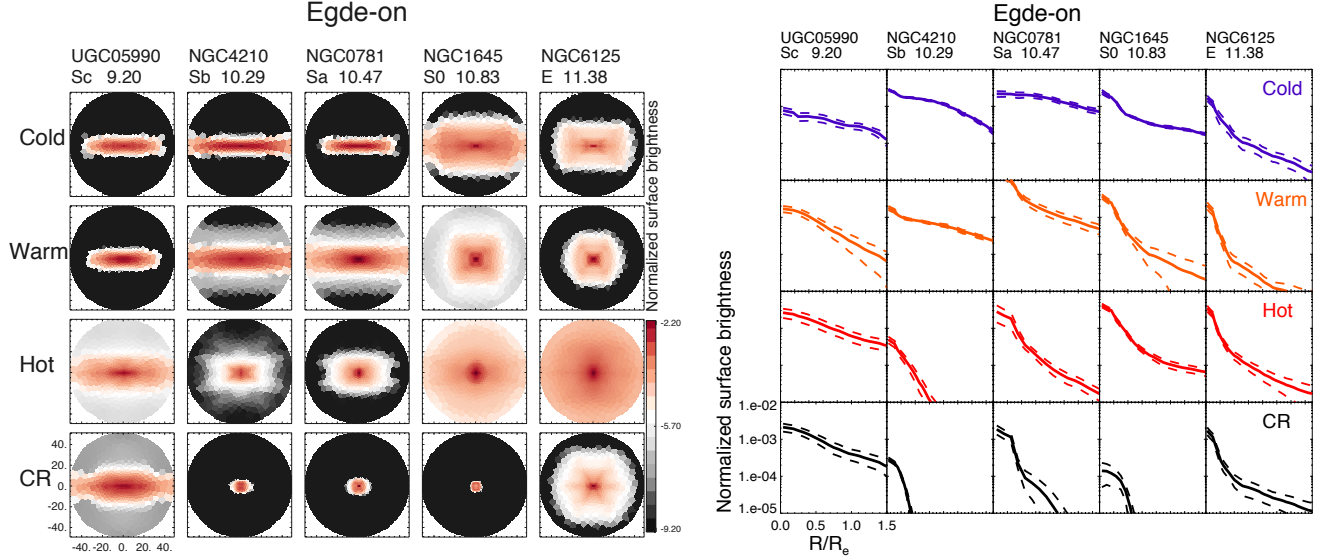 Egde-on
UGC05990 NGC4210 NGC0781 NGC1645 NGC6125
Sc 9.20 Sb 10.29 Sa 10.47 S0 10.83 E 11.38
Cold
Warm
Hot
CR
40.
20.
0.
-20.
-40.
-40. -20. 0. 20. 40.
Normalized surface brightness
-2.20
-5.70
-9.20
Egde-on
UGC05990 NGC4210 NGC0781 NGC1645 NGC6125
Sc 9.20 Sb 10.29 Sa 10.47 S0 10.83 E 11.38
Cold
Warm
Hot
CR
Normalized surface brightness
1.e-02
1.e-03
1.e-04
1.e-05
0.0 0.5 1.0 1.5
R/Re